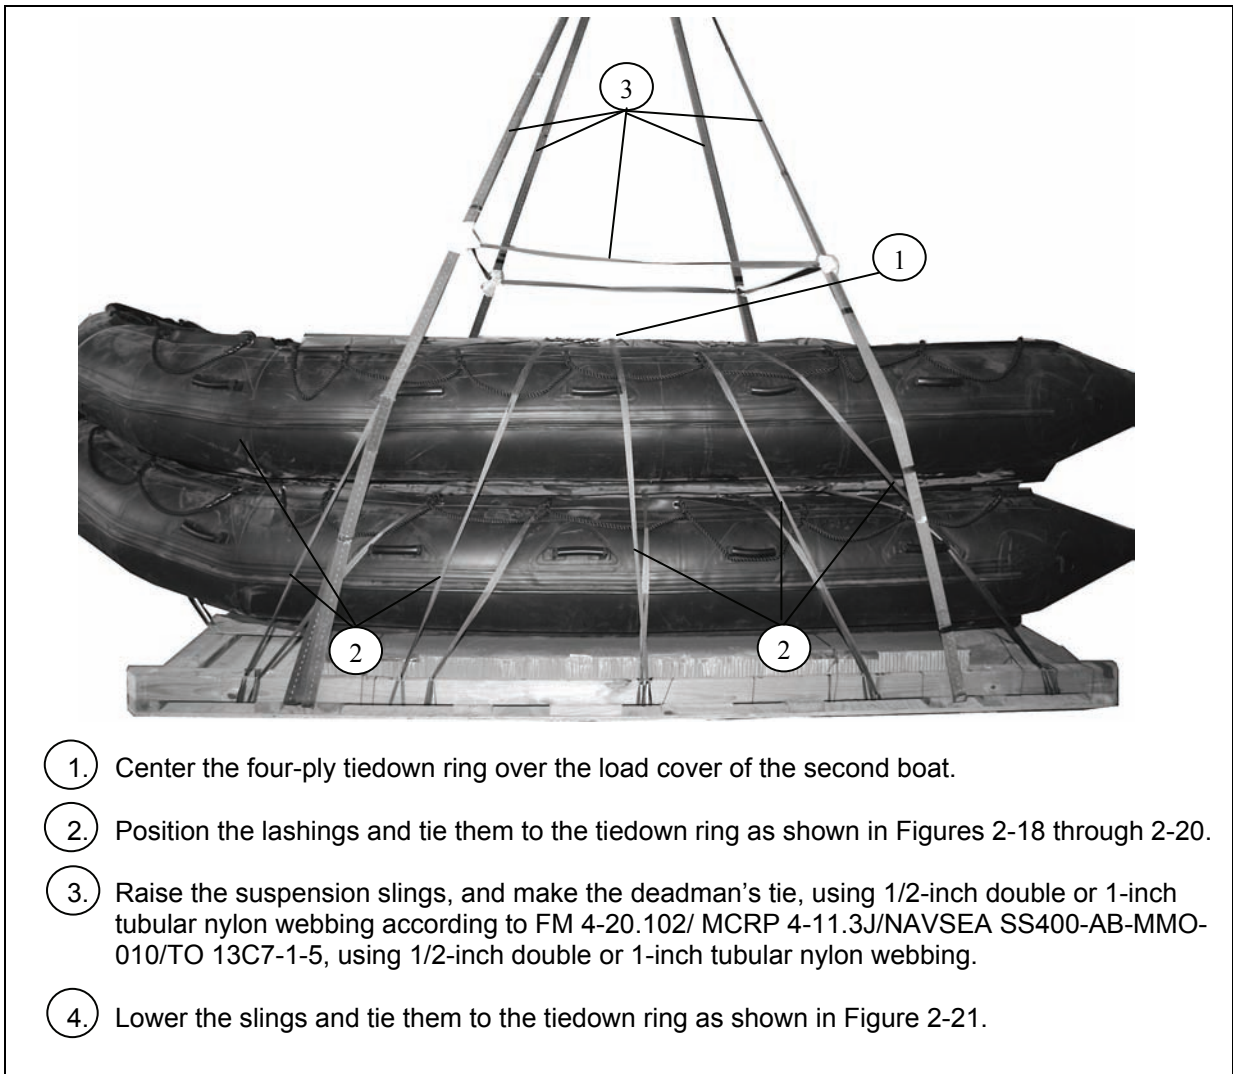 3
1
2
2
1. Center the four-ply tiedown ring over the load cover of the second boat.
2. Position the lashings and tie them to the tiedown ring as shown in Figures 2-18 through 2-20.
3. Raise the suspension slings, and make the deadman's tie, using 1/2-inch double or 1-inch
tubular nylon webbing according to FM 4-20.102/ MCRP 4-11.3J/NAVSEA SS400-AB-MMO-
010/TO 13C7-1-5, using 1/2-inch double or 1-inch tubular nylon webbing.
4. Lower the slings and tie them to the tiedown ring as shown in Figure 2-21.